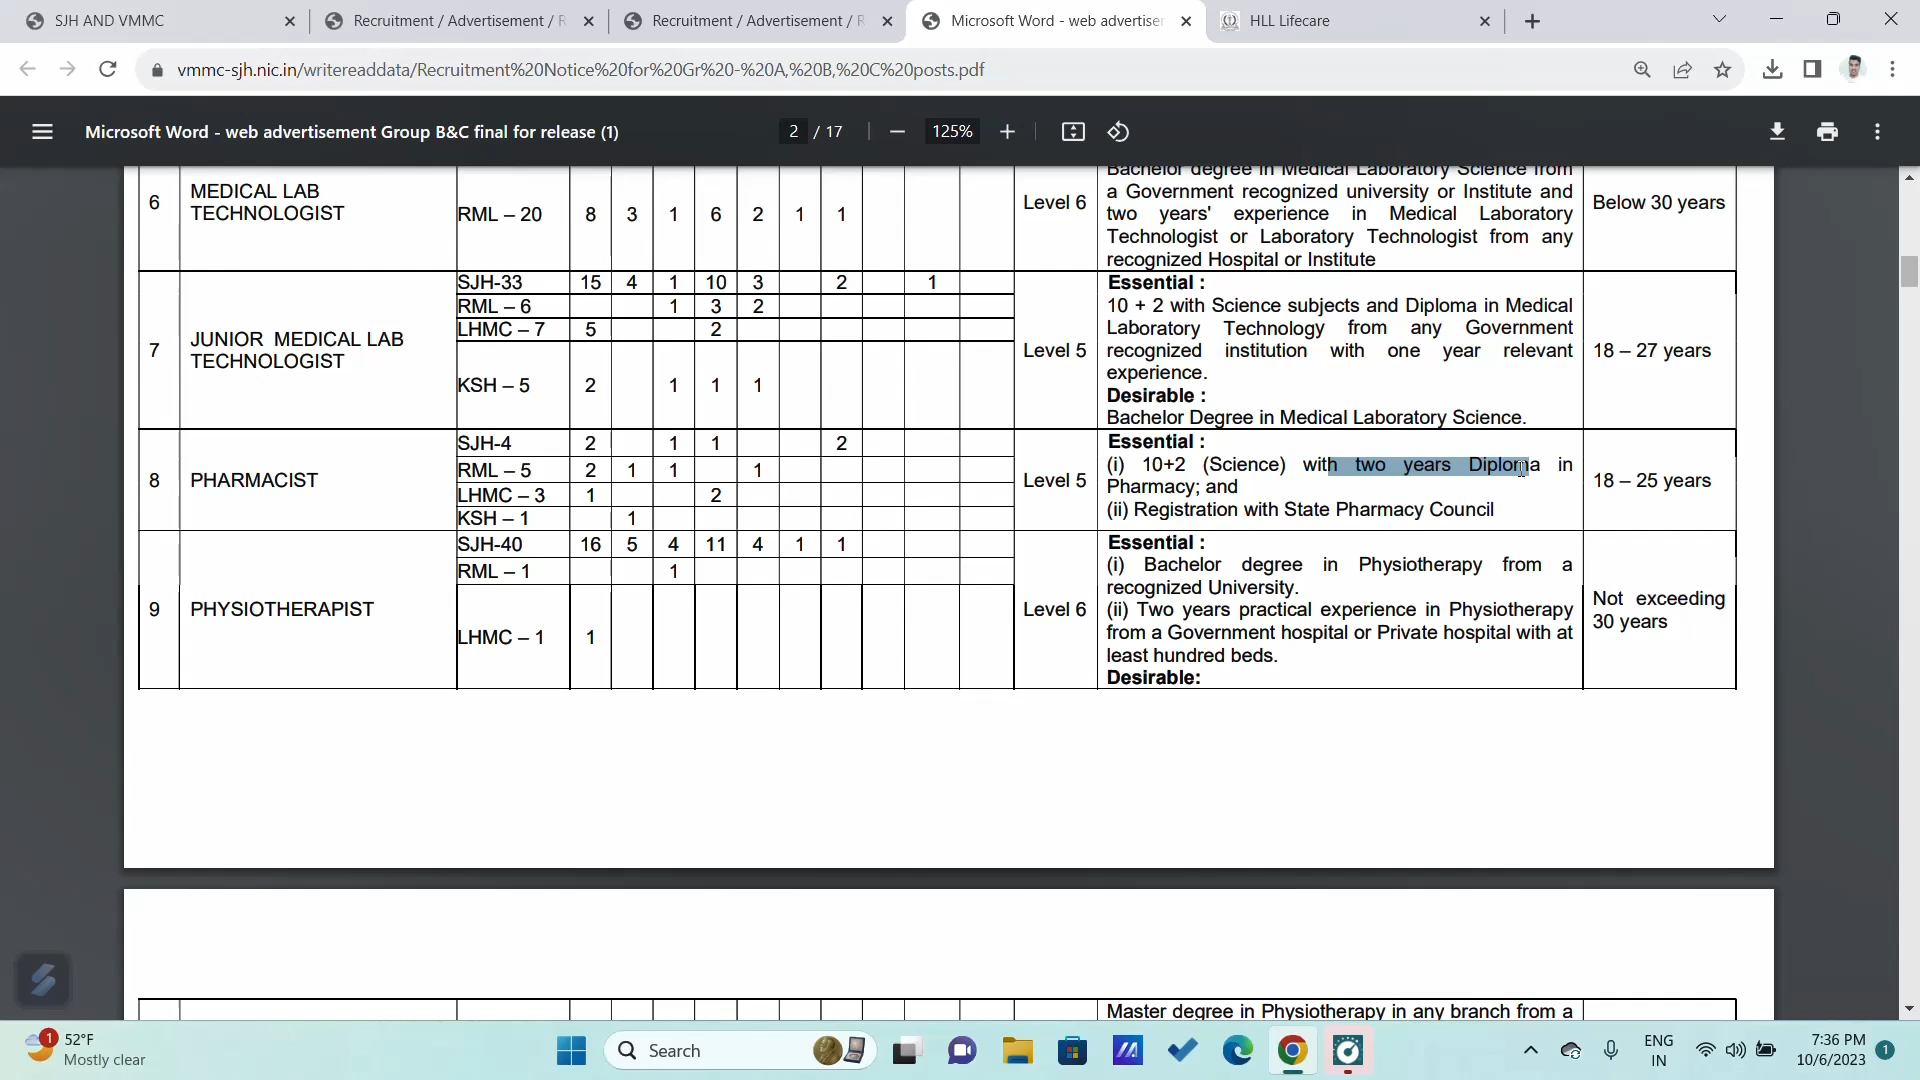 SJH AND VMMC
Recruitment / Advertisement / R
Recruitment / Advertisement / R
Microsoft Word - web advertiser
HLL Lifecare
vmmc-sjh.nic.in/writereaddata/Recruitment%20Notice%20for%20Gr%20-%20A,%20B,%20C%20posts.pdf
Microsoft Word - web advertisement Group B&C final for release (1)
2 / 17
125%
6 MEDICAL LAB TECHNOLOGIST
RML – 20 8 3 1 6 2 1 1
Level 6
Bachelor degree in Medical Laboratory Science from
a Government recognized university or Institute and
two years' experience in Medical Laboratory
Technologist or Laboratory Technologist from any
recognized Hospital or Institute
Below 30 years
7 JUNIOR MEDICAL LAB TECHNOLOGIST
SJH-33 15 4 1 10 3 2 1
RML – 6 1 3 2
LHMC – 7 5 2
KSH – 5 2 1 1 1
Level 5
Essential :
10 + 2 with Science subjects and Diploma in Medical
Laboratory Technology from any Government
recognized institution with one year relevant
experience.
Desirable :
Bachelor Degree in Medical Laboratory Science.
18 – 27 years
8 PHARMACIST
SJH-4 2 1 1 2
RML – 5 2 1 1 1
LHMC – 3 1 2
KSH – 1 1
Level 5
Essential :
(i) 10+2 (Science) with two years Diploma in
Pharmacy; and
(ii) Registration with State Pharmacy Council
18 – 25 years
9 PHYSIOTHERAPIST
SJH-40 16 5 4 11 4 1 1
RML – 1 1
LHMC – 1 1
Level 6
Essential :
(i) Bachelor degree in Physiotherapy from a
recognized University.
(ii) Two years practical experience in Physiotherapy
from a Government hospital or Private hospital with at
least hundred beds.
Desirable:
Not exceeding
30 years
Master degree in Physiotherapy in any branch from a
1
52°F
Mostly clear
Search
ENG
IN
7:36 PM
10/6/2023
1